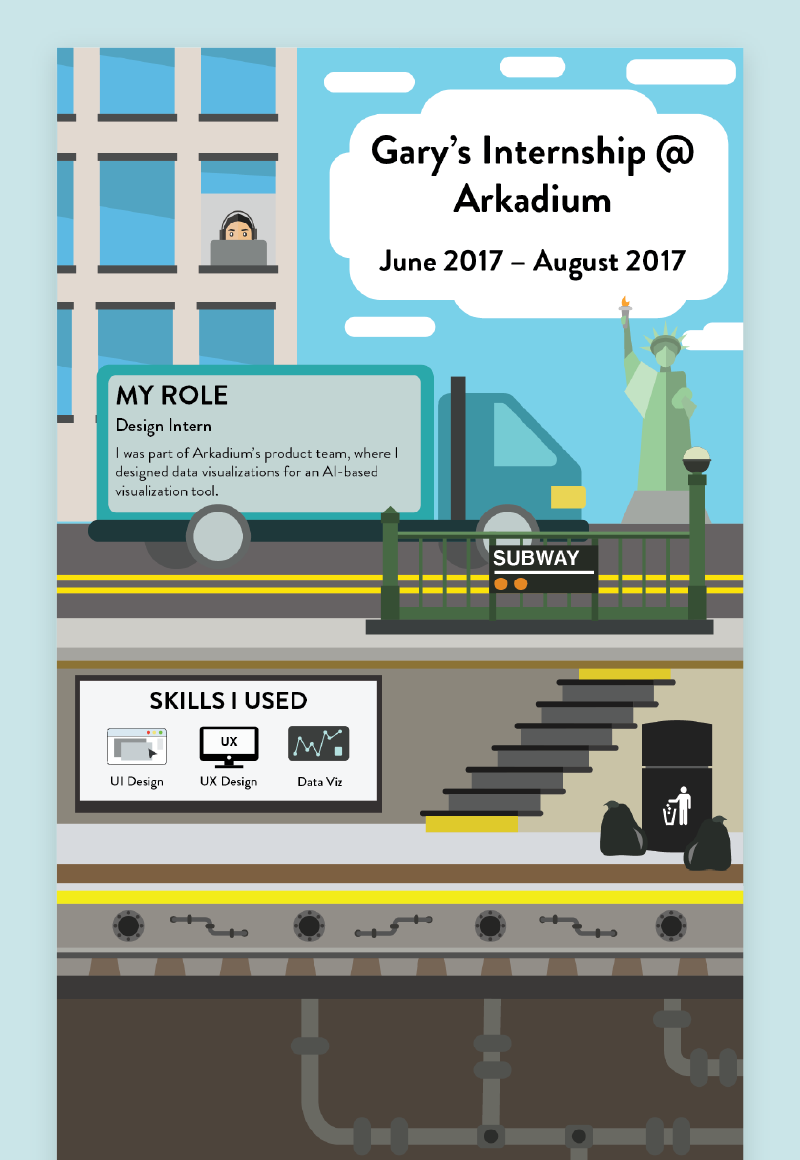 Gary’s Internship @
Arkadium
June 2017 – August 2017
MY ROLE
Design Intern
I was part of Arkadium’s product team, where I
designed data visualizations for an AI-based
visualization tool.
SUBWAY
SKILLS I USED
UX
UI Design
UX Design
Data Viz